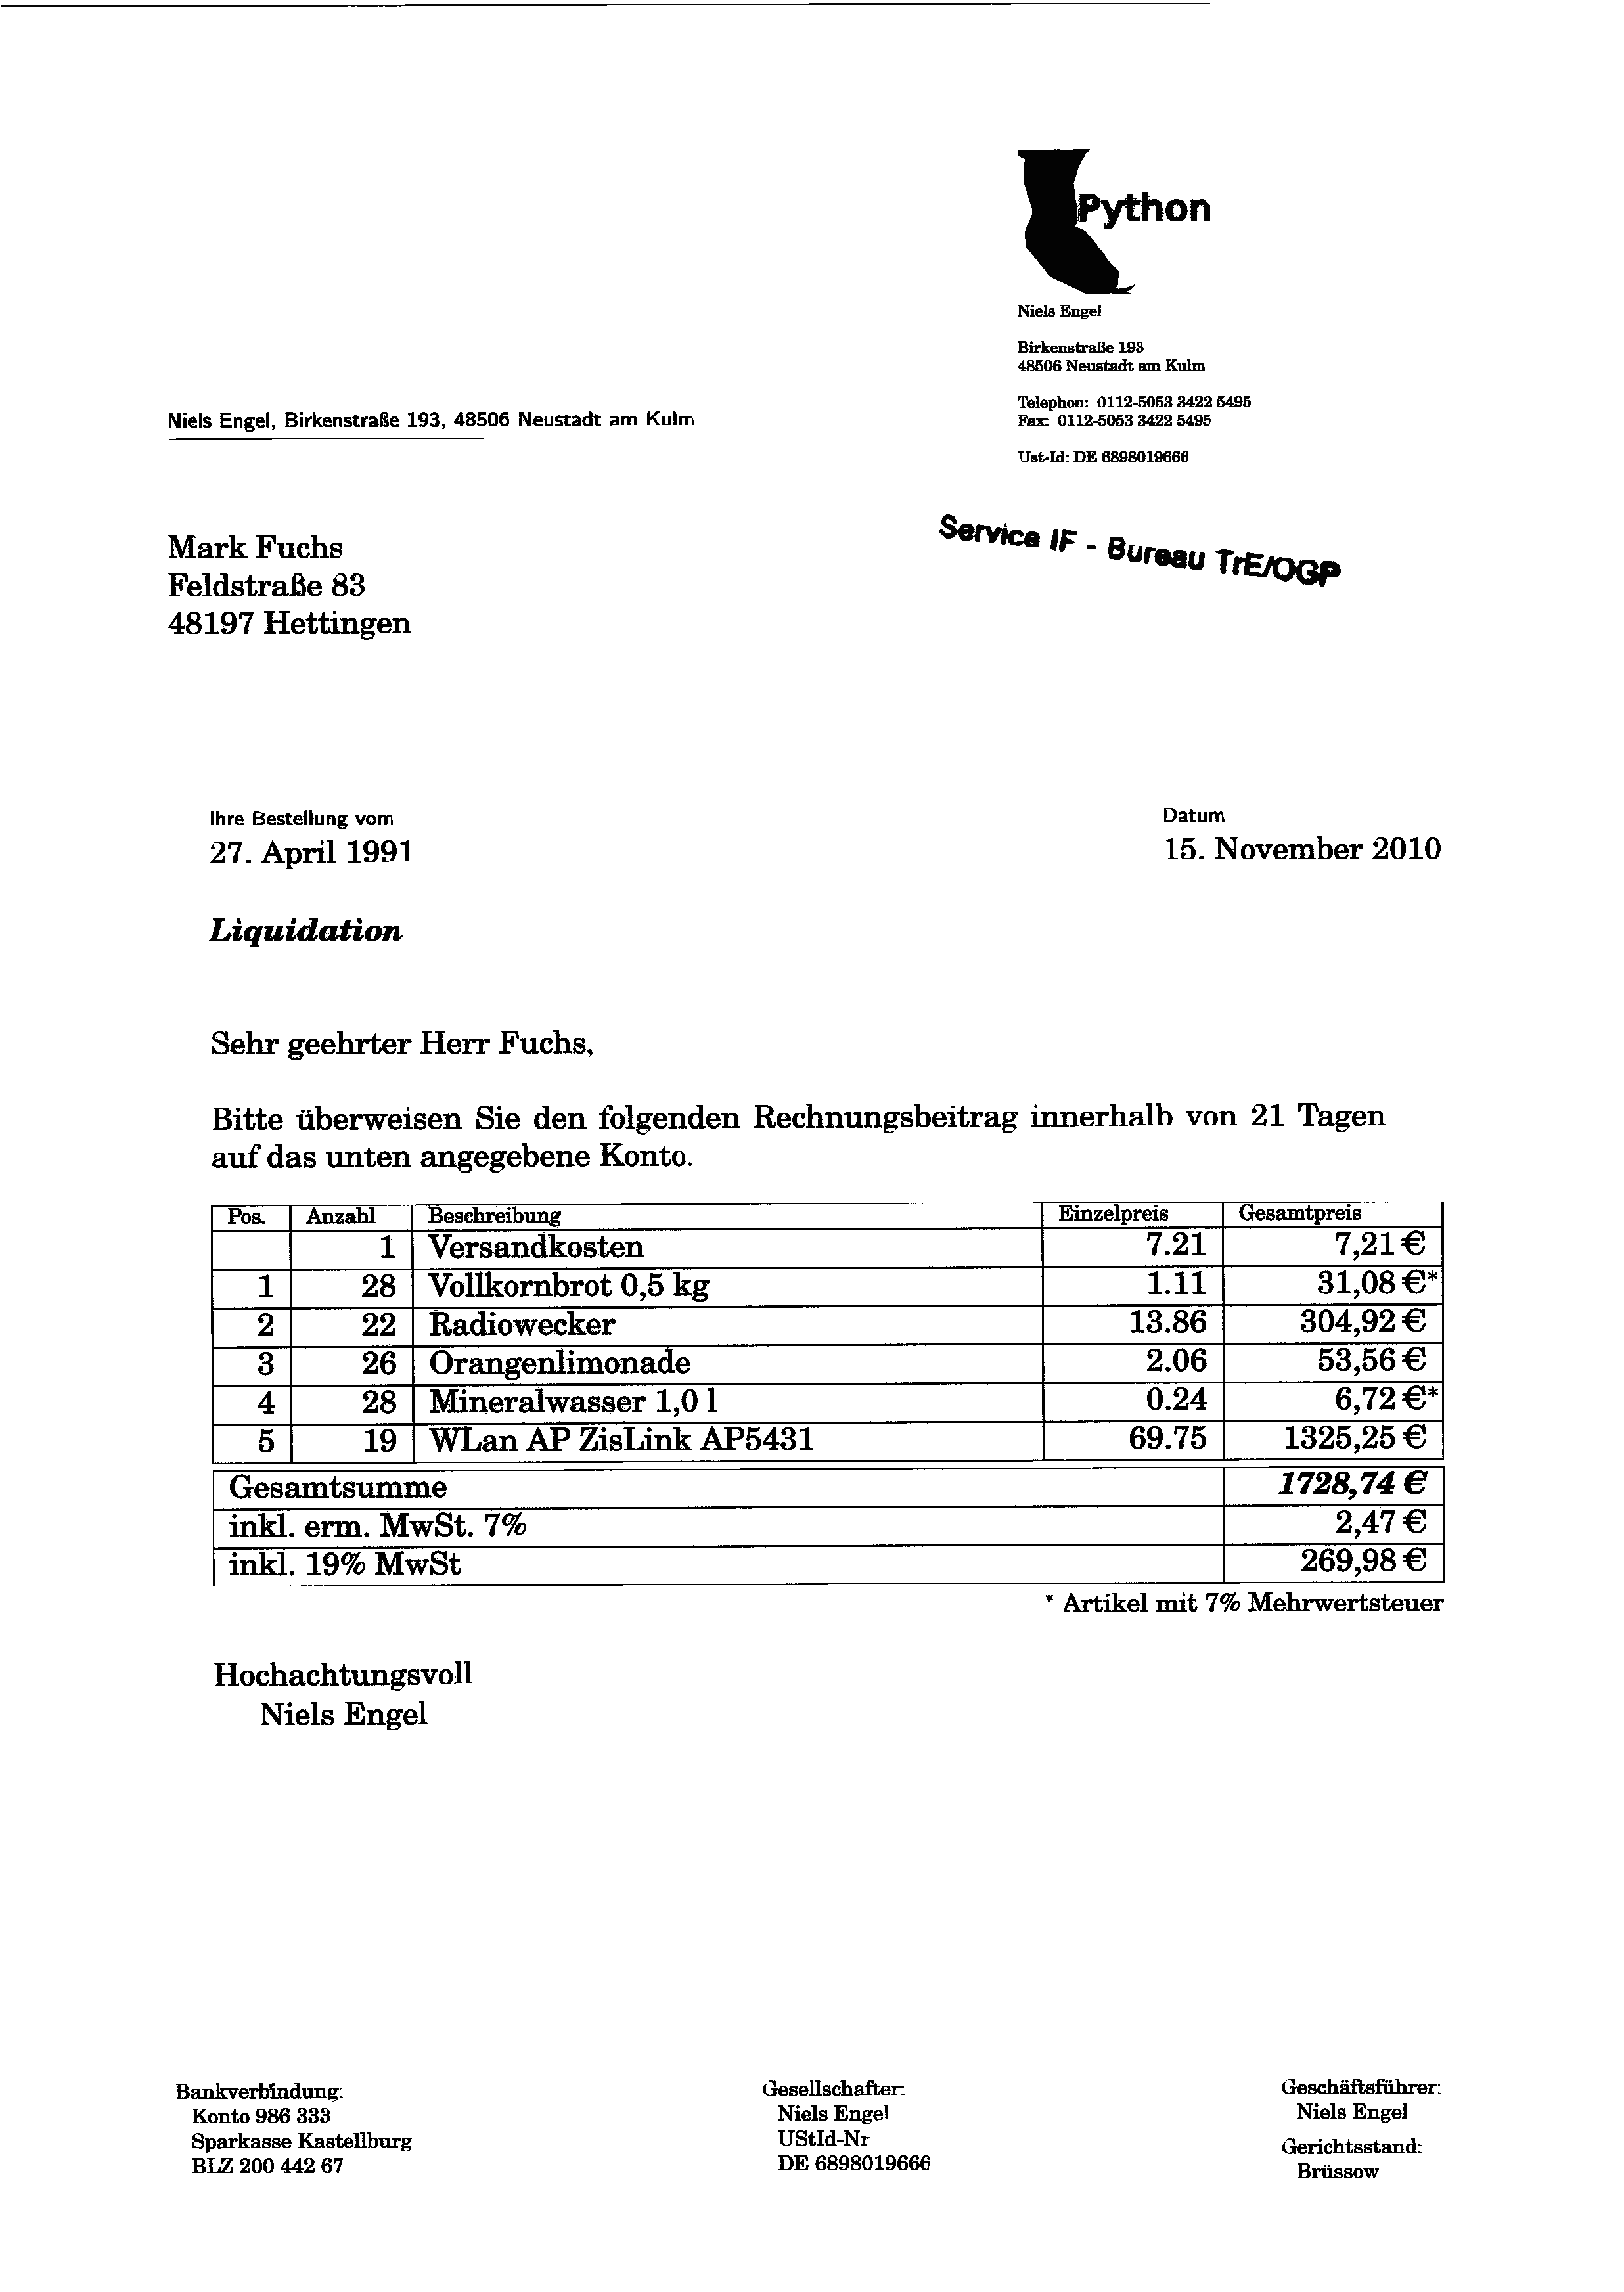 Python
Niels Engel
Birkenstraße 193
48506 Neustadt am Kulm
Telephon: 0112-5053 3422 5495
Fax: 0112-5053 3422 5495
Ust-Id: DE 6898019666
Niels Engel, Birkenstraße 193, 48506 Neustadt am Kulm
Service IF - Bureau TrE/OGP
Mark Fuchs
Feldstraße 83
48197 Hettingen
Ihre Bestellung vom Datum
27. April 1991 15. November 2010
Liquidation
Sehr geehrter Herr Fuchs,
Bitte überweisen Sie den folgenden Rechnungsbeitrag innerhalb von 21 Tagen
auf das unten angegebene Konto.
Pos. Anzahl Beschreibung Einzelpreis Gesamtpreis
1 Versandkosten 7.21 7,21 €
1 28 Vollkornbrot 0,5 kg 1.11 31,08 €*
2 22 Radiowecker 13.86 304,92 €
3 26 Orangenlimonade 2.06 53,56 €
4 28 Mineralwasser 1,0 l 0.24 6,72 €*
5 19 WLan AP ZisLink AP5431 69.75 1325,25 €
Gesamtsumme 1728,74 €
inkl. erm. MwSt. 7% 2,47 €
inkl. 19% MwSt 269,98 €
* Artikel mit 7% Mehrwertsteuer
Hochachtungsvoll
Niels Engel
Bankverbindung:
Konto 986 333
Sparkasse Kastellburg
BLZ 200 442 67
Gesellschafter:
Niels Engel
UStId-Nr
DE 6898019666
Geschäftsführer:
Niels Engel
Gerichtsstand:
Brüssow